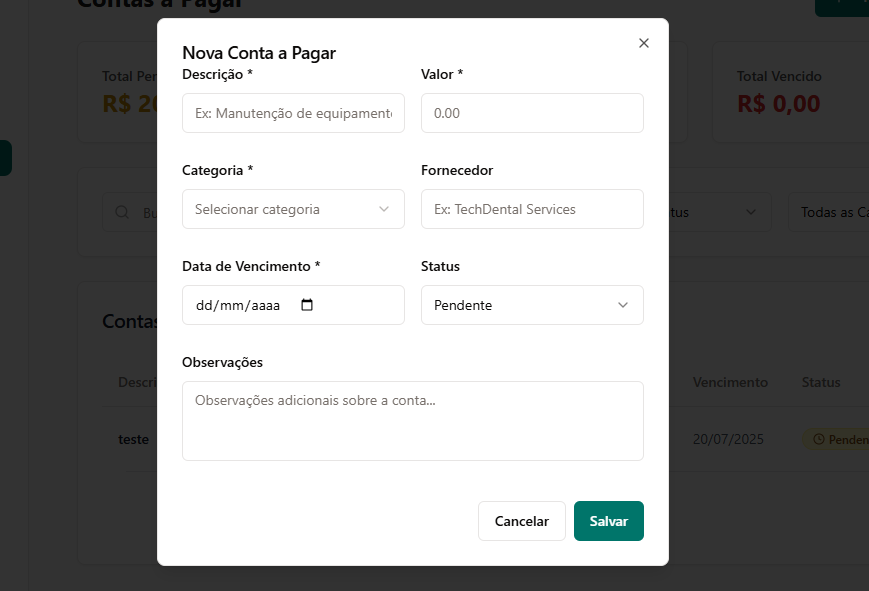 Contas a Pagar
Total Per
R$ 20
Total Vencido
R$ 0,00
Bu
tus
Todas as Ca
Contas
Descri
Vencimento
Status
teste
20/07/2025
Penden
Nova Conta a Pagar
Descrição *
Valor *
Ex: Manutenção de equipament
0.00
Categoria *
Fornecedor
Selecionar categoria
Ex: TechDental Services
Data de Vencimento *
Status
dd/mm/aaaa
Pendente
Observações
Observações adicionais sobre a conta...
Cancelar
Salvar